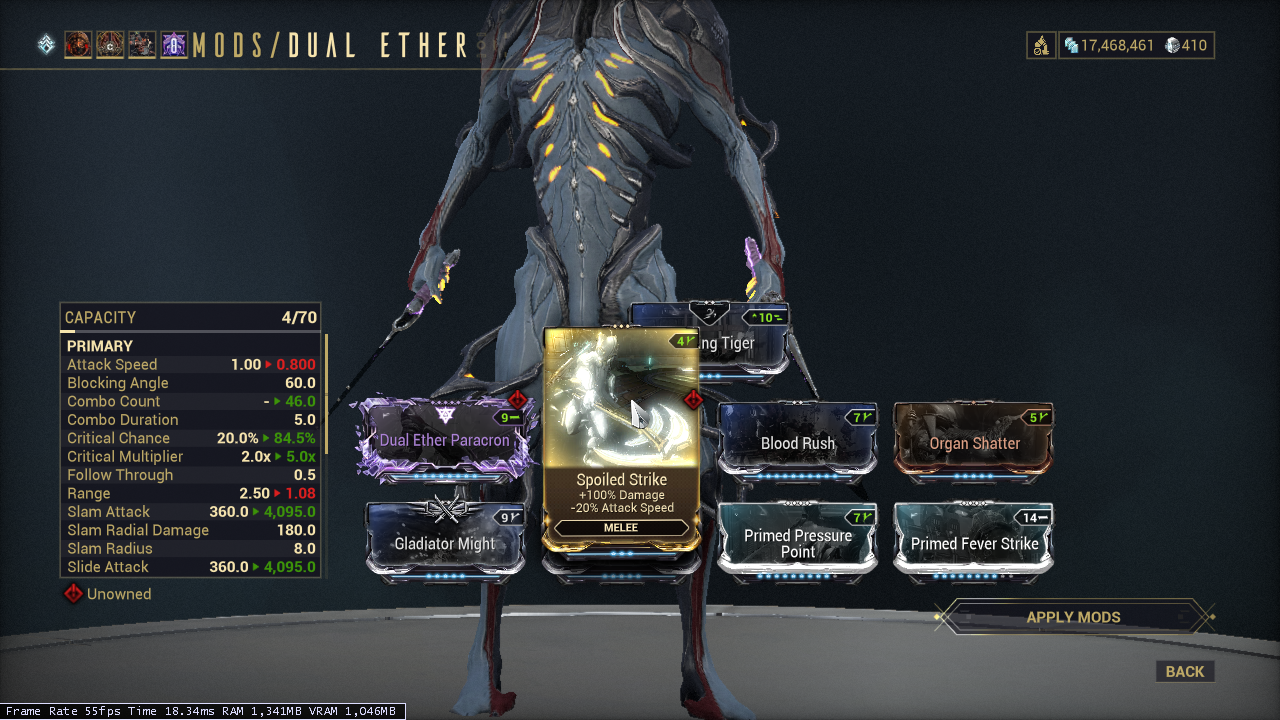 MODS/DUAL ETHER
17,468,461 410
CAPACITY 4/70
PRIMARY
Attack Speed 1.00 0.800
Blocking Angle 60.0
Combo Count - 46.0
Combo Duration 5.0
Critical Chance 20.0% 84.5%
Critical Multiplier 2.0x 5.0x
Follow Through 0.5
Range 2.50 1.08
Slam Attack 360.0 4,095.0
Slam Radial Damage 180.0
Slam Radius 8.0
Slide Attack 360.0 4,095.0
Unowned
10
ng Tiger
9
Dual Ether Paracron
4
Spoiled Strike
+100% Damage
-20% Attack Speed
MELEE
7
Blood Rush
5
Organ Shatter
9
Gladiator Might
7
Primed Pressure
Point
14
Primed Fever Strike
APPLY MODS
BACK
Frame Rate 55fps Time 18.34ms RAM 1,341MB VRAM 1,046MB